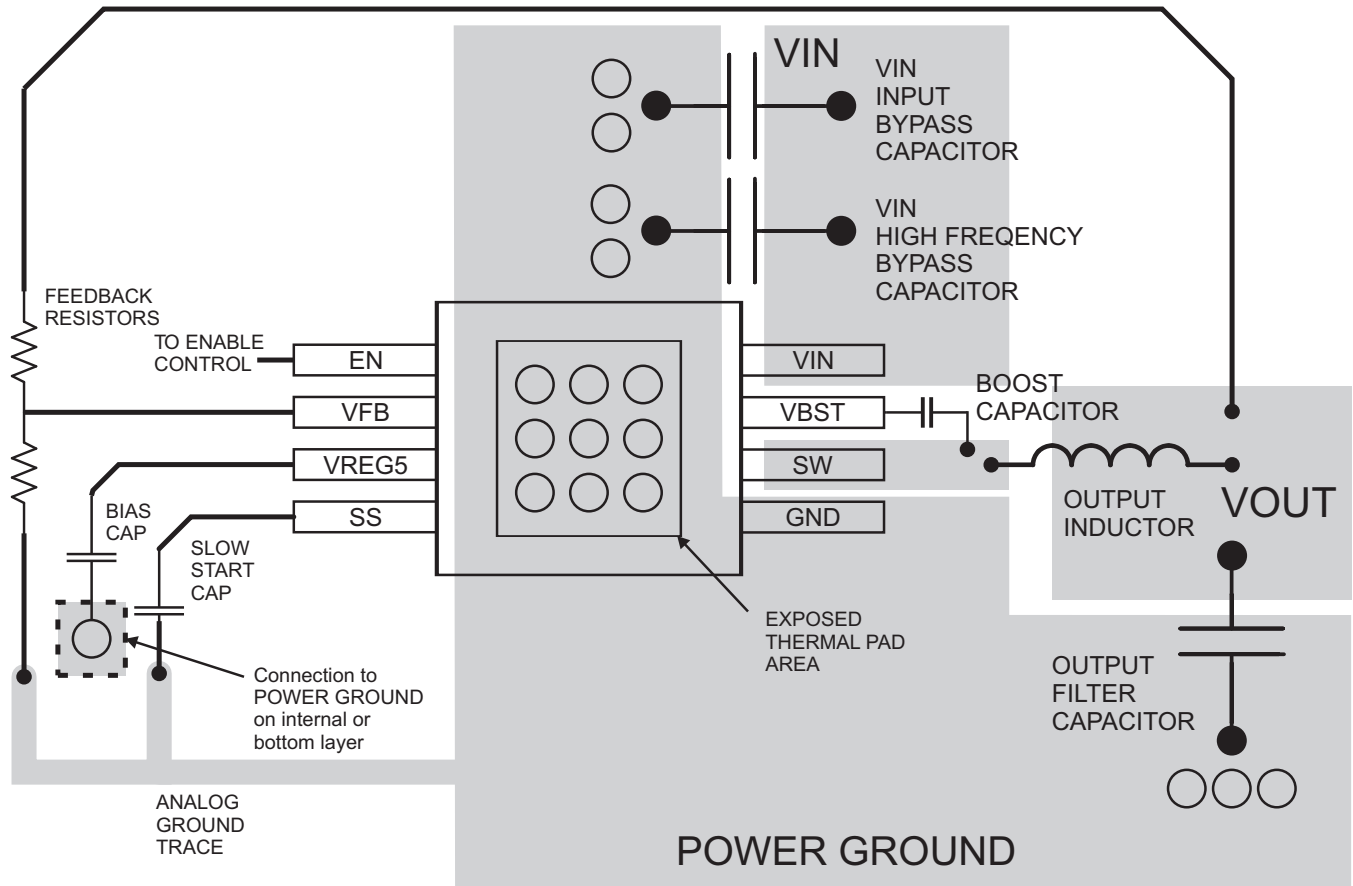 VIN
VIN
INPUT
BYPASS
CAPACITOR
VIN
HIGH FREQENCY
BYPASS
CAPACITOR
FEEDBACK
RESISTORS
TO ENABLE
CONTROL
EN
VFB
VREG5
SS
VIN
VBST
SW
GND
BOOST
CAPACITOR
OUTPUT
INDUCTOR
VOUT
BIAS
CAP
SLOW
START
CAP
EXPOSED
THERMAL PAD
AREA
Connection to
POWER GROUND
on internal or
bottom layer
OUTPUT
FILTER
CAPACITOR
ANALOG
GROUND
TRACE
POWER GROUND